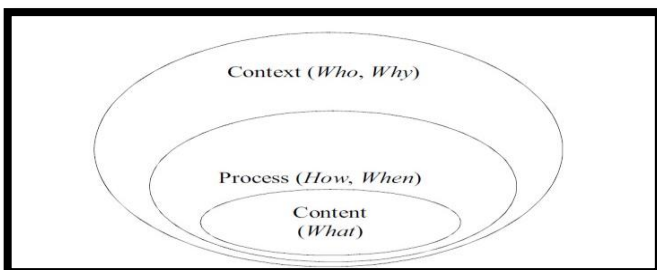 Context (Who, Why)
Process (How, When)
Content
(What)